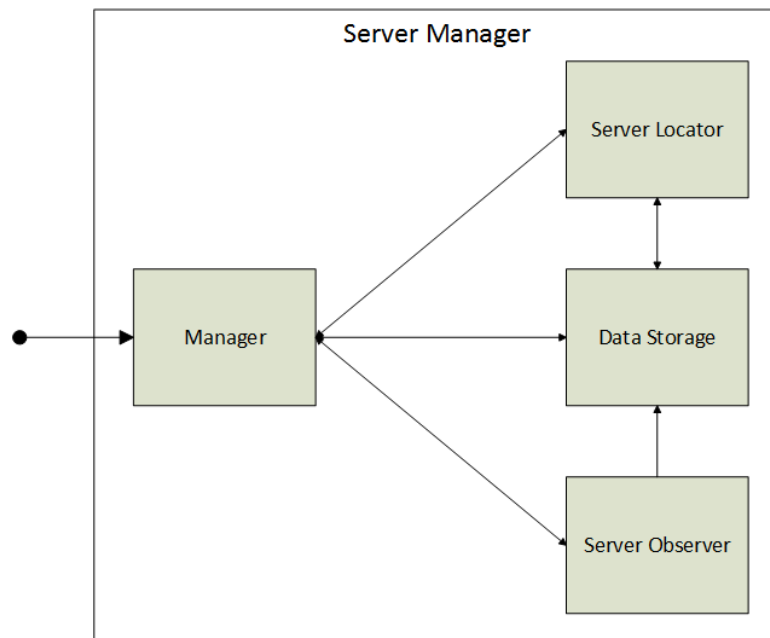 Server Manager
Server Locator
Manager
Data Storage
Server Observer